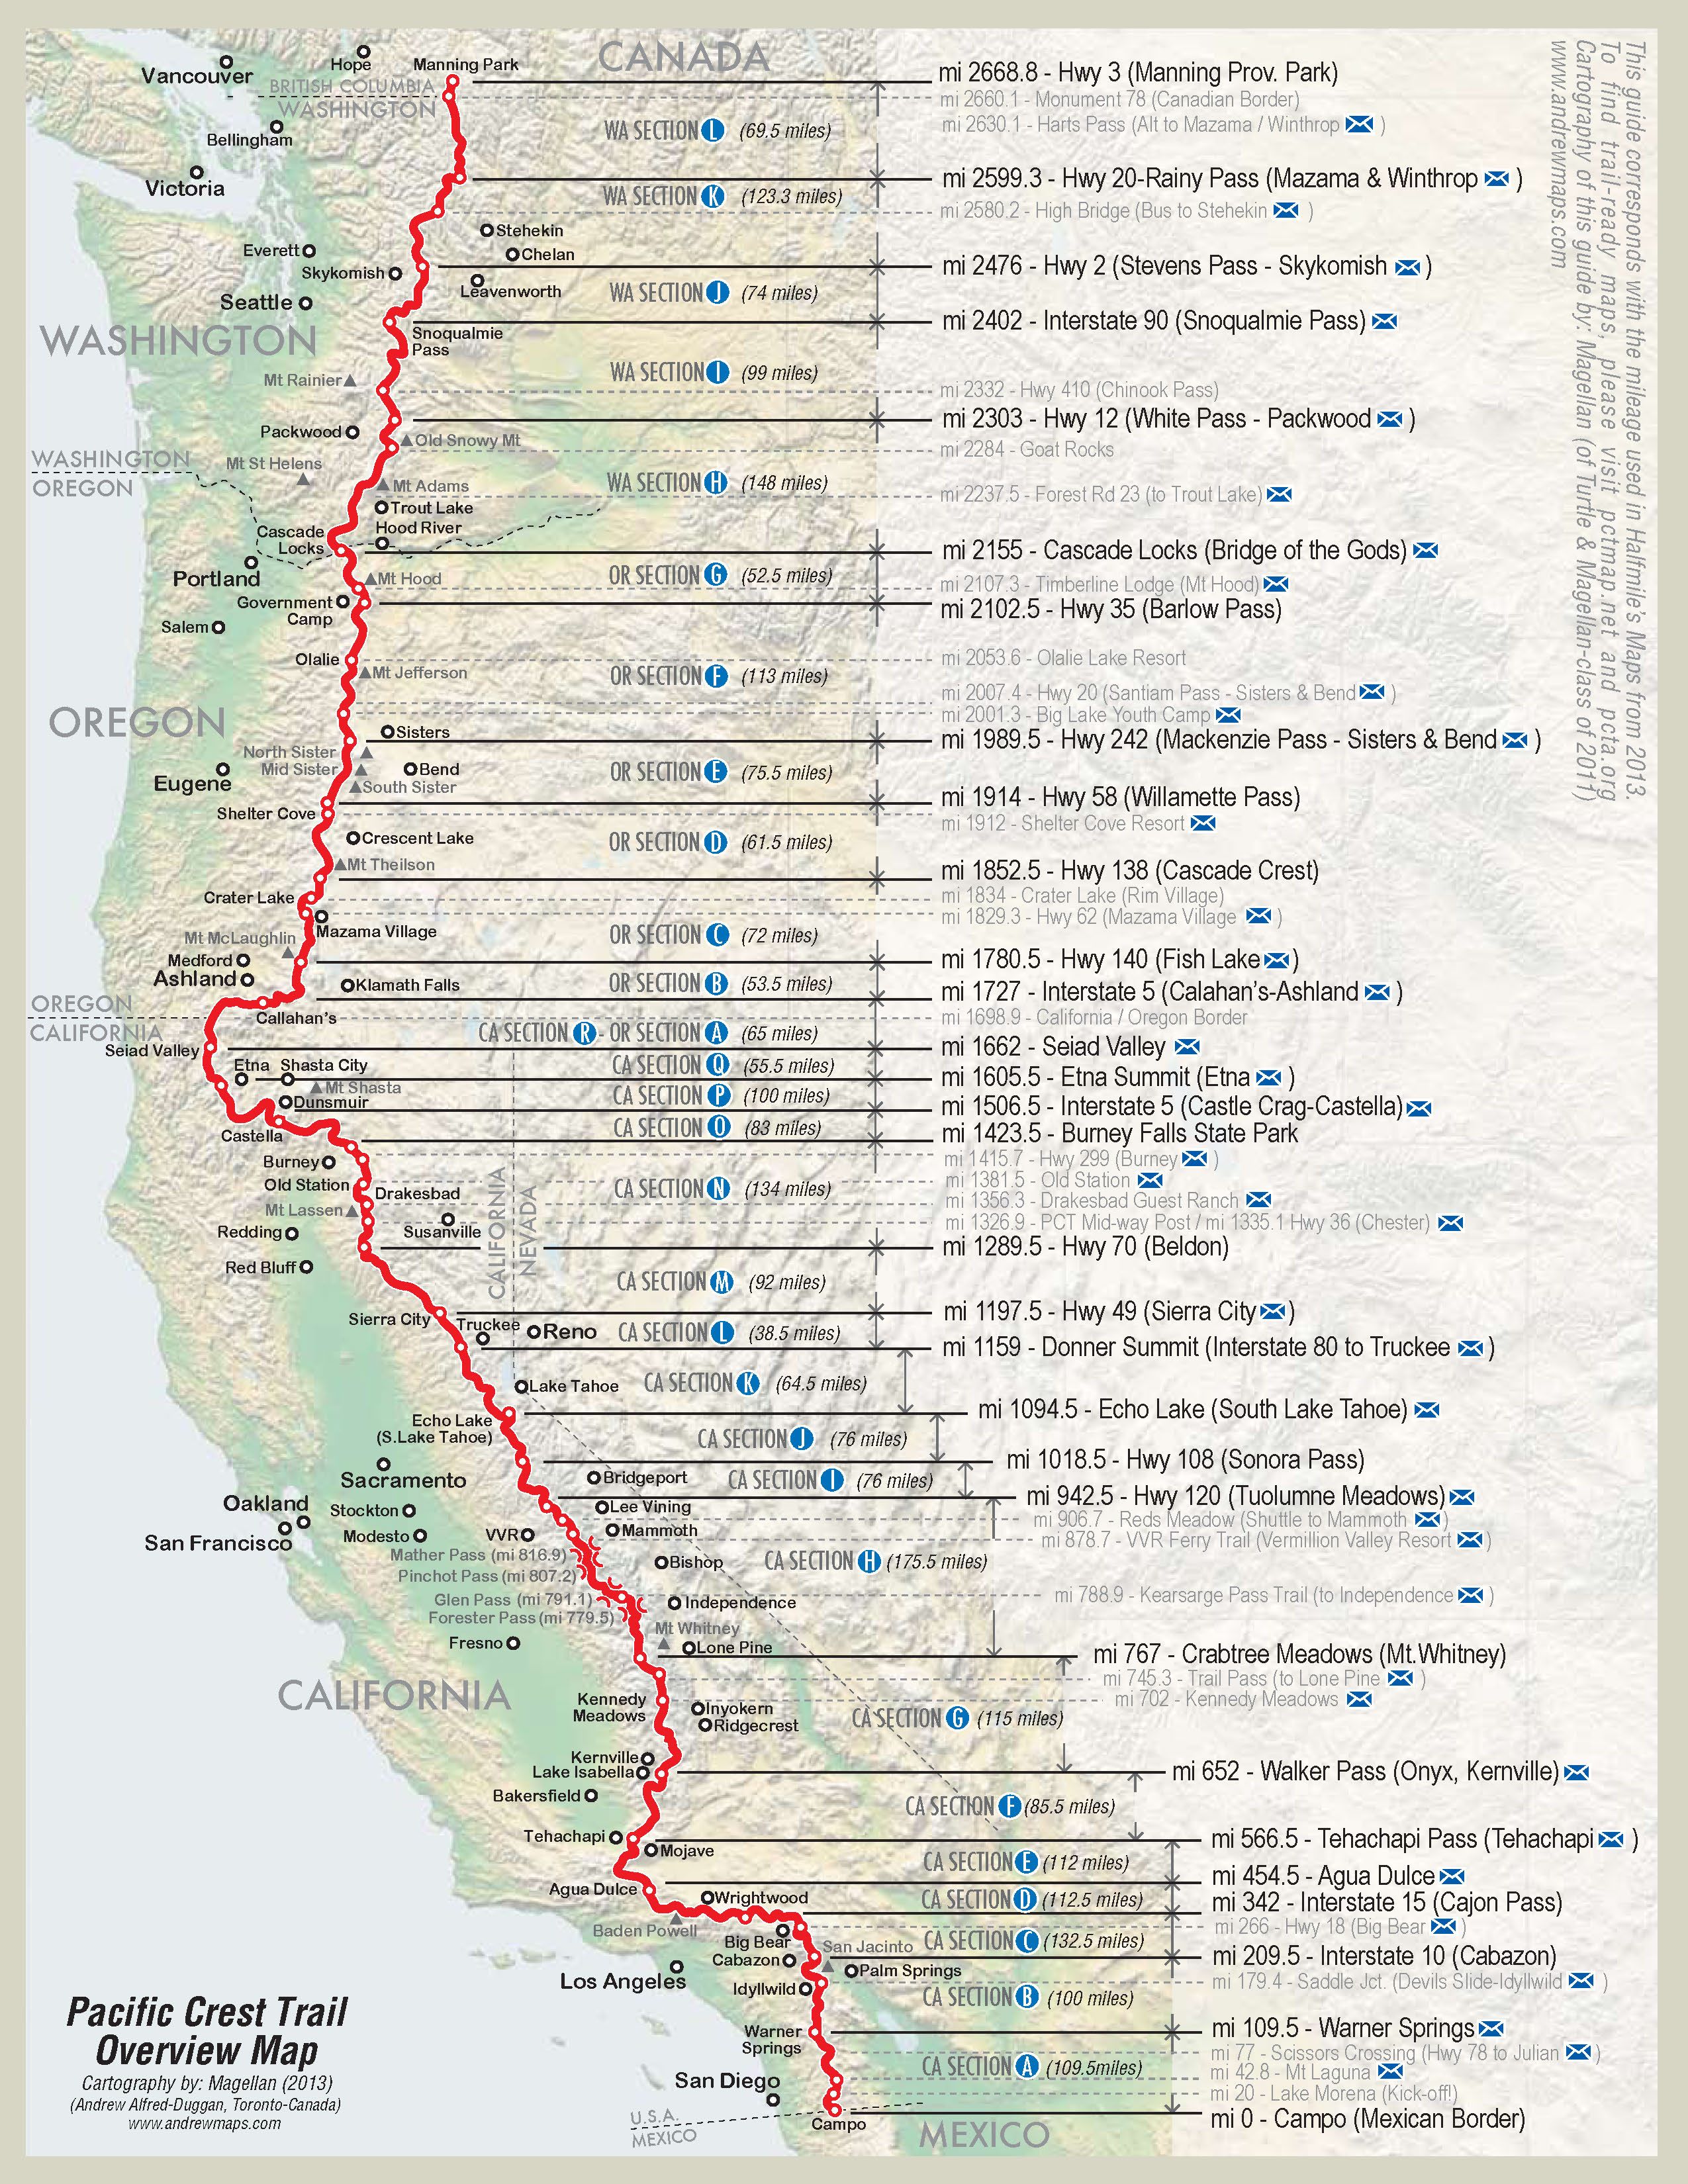 CANADA
Vancouver
Hope
Manning Park
BRITISH COLUMBIA
WASHINGTON
Bellingham
Victoria
Stehekin
Chelan
Everett
Skykomish
Leavenworth
Seattle
WASHINGTON
Snoqualmie
Pass
Mt Rainier
Packwood
Old Snowy Mt
WASHINGTON
OREGON
Mt St Helens
Mt Adams
Trout Lake
Hood River
Cascade
Locks
Portland
Mt Hood
Government
Camp
Salem
Olalie
Mt Jefferson
OREGON
Sisters
North Sister
Mid Sister
Bend
South Sister
Eugene
Shelter Cove
Crescent Lake
Mt Theilson
Crater Lake
Mazama Village
Mt McLaughlin
Medford
Ashland
Klamath Falls
OREGON
CALIFORNIA
Callahan's
Seiad Valley
Etna
Shasta City
Mt Shasta
Dunsmuir
Castella
Burney
Old Station
Drakesbad
Mt Lassen
Redding
Susanville
Red Bluff
CALIFORNIA
NEVADA
Sierra City
Truckee
Reno
Lake Tahoe
Echo Lake
(S.Lake Tahoe)
Sacramento
Bridgeport
Oakland
Stockton
Lee Vining
San Francisco
Modesto
VVR
Mammoth
Mather Pass (mi 816.9)
Bishop
Pinchot Pass (mi 807.2)
Glen Pass (mi 791.1)
Independence
Forester Pass (mi 779.5)
Mt Whitney
Fresno
Lone Pine
CALIFORNIA
Kennedy
Meadows
Inyokern
Ridgecrest
Kernville
Lake Isabella
Bakersfield
Tehachapi
Mojave
Agua Dulce
Wrightwood
Baden Powell
Big Bear
Cabazon
San Jacinto
Los Angeles
Palm Springs
Idyllwild
Warner
Springs
San Diego
U.S.A.
MEXICO
Campo
MEXICO
WA SECTION L (69.5 miles)
WA SECTION K (123.3 miles)
WA SECTION J (74 miles)
WA SECTION I (99 miles)
WA SECTION H (148 miles)
OR SECTION G (52.5 miles)
OR SECTION F (113 miles)
OR SECTION E (75.5 miles)
OR SECTION D (61.5 miles)
OR SECTION C (72 miles)
OR SECTION B (53.5 miles)
CA SECTION R - OR SECTION A (65 miles)
CA SECTION Q (55.5 miles)
CA SECTION P (100 miles)
CA SECTION O (83 miles)
CA SECTION N (134 miles)
CA SECTION M (92 miles)
CA SECTION L (38.5 miles)
CA SECTION K (64.5 miles)
CA SECTION J (76 miles)
CA SECTION I (76 miles)
CA SECTION H (175.5 miles)
CA SECTION G (115 miles)
CA SECTION F (85.5 miles)
CA SECTION E (112 miles)
CA SECTION D (112.5 miles)
CA SECTION C (132.5 miles)
CA SECTION B (100 miles)
CA SECTION A (109.5miles)
mi 2668.8 - Hwy 3 (Manning Prov. Park)
mi 2660.1 - Monument 78 (Canadian Border)
mi 2630.1 - Harts Pass (Alt to Mazama / Winthrop )
mi 2599.3 - Hwy 20-Rainy Pass (Mazama & Winthrop )
mi 2580.2 - High Bridge (Bus to Stehekin )
mi 2476 - Hwy 2 (Stevens Pass - Skykomish )
mi 2402 - Interstate 90 (Snoqualmie Pass)
mi 2332 - Hwy 410 (Chinook Pass)
mi 2303 - Hwy 12 (White Pass - Packwood )
mi 2284 - Goat Rocks
mi 2237.5 - Forest Rd 23 (to Trout Lake)
mi 2155 - Cascade Locks (Bridge of the Gods)
mi 2107.3 - Timberline Lodge (Mt Hood)
mi 2102.5 - Hwy 35 (Barlow Pass)
mi 2053.6 - Olalie Lake Resort
mi 2007.4 - Hwy 20 (Santiam Pass - Sisters & Bend )
mi 2001.3 - Big Lake Youth Camp
mi 1989.5 - Hwy 242 (Mackenzie Pass - Sisters & Bend )
mi 1914 - Hwy 58 (Willamette Pass)
mi 1912 - Shelter Cove Resort
mi 1852.5 - Hwy 138 (Cascade Crest)
mi 1834 - Crater Lake (Rim Village)
mi 1829.3 - Hwy 62 (Mazama Village )
mi 1780.5 - Hwy 140 (Fish Lake )
mi 1727 - Interstate 5 (Calahan's-Ashland )
mi 1698.9 - California / Oregon Border
mi 1662 - Seiad Valley
mi 1605.5 - Etna Summit (Etna )
mi 1506.5 - Interstate 5 (Castle Crag-Castella)
mi 1423.5 - Burney Falls State Park
mi 1415.7 - Hwy 299 (Burney )
mi 1381.5 - Old Station
mi 1356.3 - Drakesbad Guest Ranch
mi 1326.9 - PCT Mid-way Post / mi 1335.1 Hwy 36 (Chester)
mi 1289.5 - Hwy 70 (Beldon)
mi 1197.5 - Hwy 49 (Sierra City )
mi 1159 - Donner Summit (Interstate 80 to Truckee )
mi 1094.5 - Echo Lake (South Lake Tahoe)
mi 1018.5 - Hwy 108 (Sonora Pass)
mi 942.5 - Hwy 120 (Tuolumne Meadows)
mi 906.7 - Reds Meadow (Shuttle to Mammoth )
mi 878.7 - VVR Ferry Trail (Vermillion Valley Resort )
mi 788.9 - Kearsarge Pass Trail (to Independence )
mi 767 - Crabtree Meadows (Mt.Whitney)
mi 745.3 - Trail Pass (to Lone Pine )
mi 702 - Kennedy Meadows
mi 652 - Walker Pass (Onyx, Kernville)
mi 566.5 - Tehachapi Pass (Tehachapi )
mi 454.5 - Agua Dulce
mi 342 - Interstate 15 (Cajon Pass)
mi 266 - Hwy 18 (Big Bear )
mi 209.5 - Interstate 10 (Cabazon)
mi 179.4 - Saddle Jct. (Devils Slide-Idyllwild )
mi 109.5 - Warner Springs
mi 77 - Scissors Crossing (Hwy 78 to Julian )
mi 42.8 - Mt Laguna
mi 20 - Lake Morena (Kick-off!)
mi 0 - Campo (Mexican Border)
This guide corresponds with the mileage used in Halfmile's Maps from 2013.
To find trail-ready maps, please visit pctmap.net and pcta.org
Cartography of this guide by: Magellan (of Turtle & Magellan-class of 2011)
www.andrewmaps.com
Pacific Crest Trail
Overview Map
Cartography by: Magellan (2013)
(Andrew Alfred-Duggan, Toronto-Canada)
www.andrewmaps.com